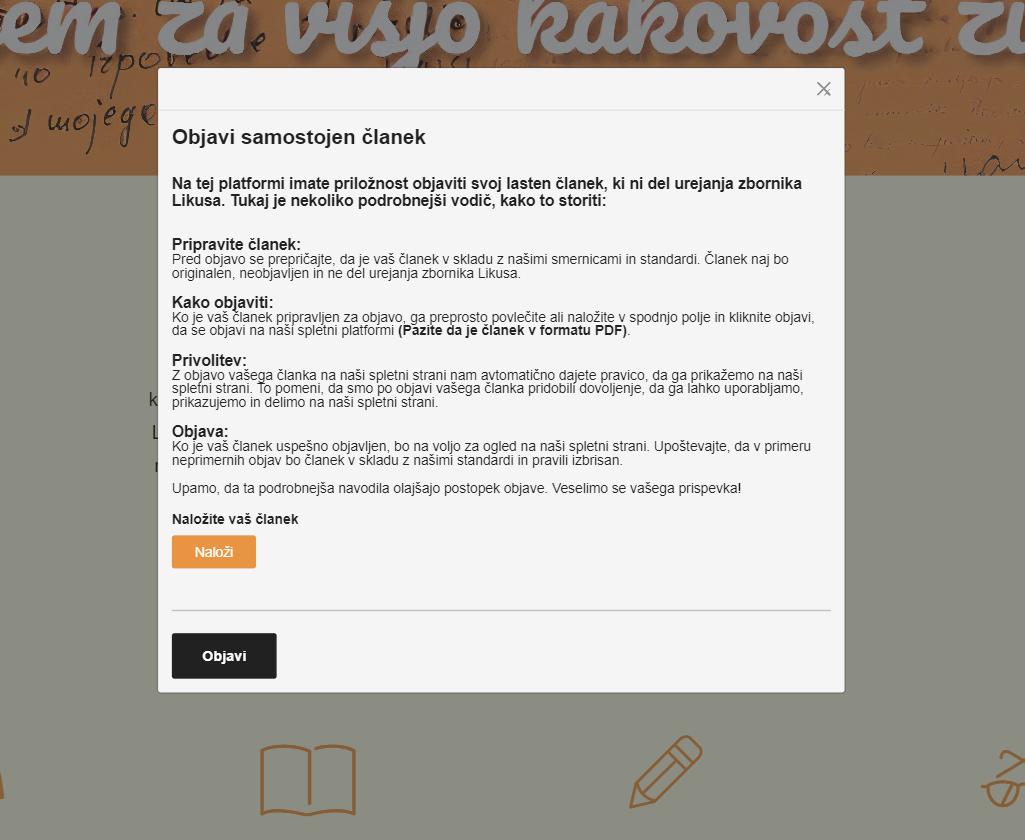 em za višjo kakovost
izpove
mojega
Objavi samostojen članek
Na tej platformi imate priložnost objaviti svoj lasten članek, ki ni del urejanja zbornika
Likusa. Tukaj je nekoliko podrobnejši vodič, kako to storiti:
Pripravite članek:
Pred objavo se prepričajte, da je vaš članek v skladu z našimi smernicami in standardi. Članek naj bo
originalen, neobjavljen in ne del urejanja zbornika Likusa.
Kako objaviti:
Ko je vaš članek pripravljen za objavo, ga preprosto povlečite ali naložite v spodnjo polje in kliknite objavi,
da se objavi na naši spletni platformi (Pazite da je članek v formatu PDF).
Privolitev:
Z objavo vašega članka na naši spletni strani nam avtomatično dajete pravico, da ga prikažemo na naši
spletni strani. To pomeni, da smo po objavi vašega članka pridobili dovoljenje, da ga lahko uporabljamo,
prikazujemo in delimo na naši spletni strani.
Objava:
Ko je vaš članek uspešno objavljen, bo na voljo za ogled na naši spletni strani. Upoštevajte, da v primeru
neprimernih objav bo članek v skladu z našimi standardi in pravili izbrisan.
Upamo, da ta podrobnejša navodila olajšajo postopek objave. Veselimo se vašega prispevka!
Naložite vaš članek
Naloži
Objavi